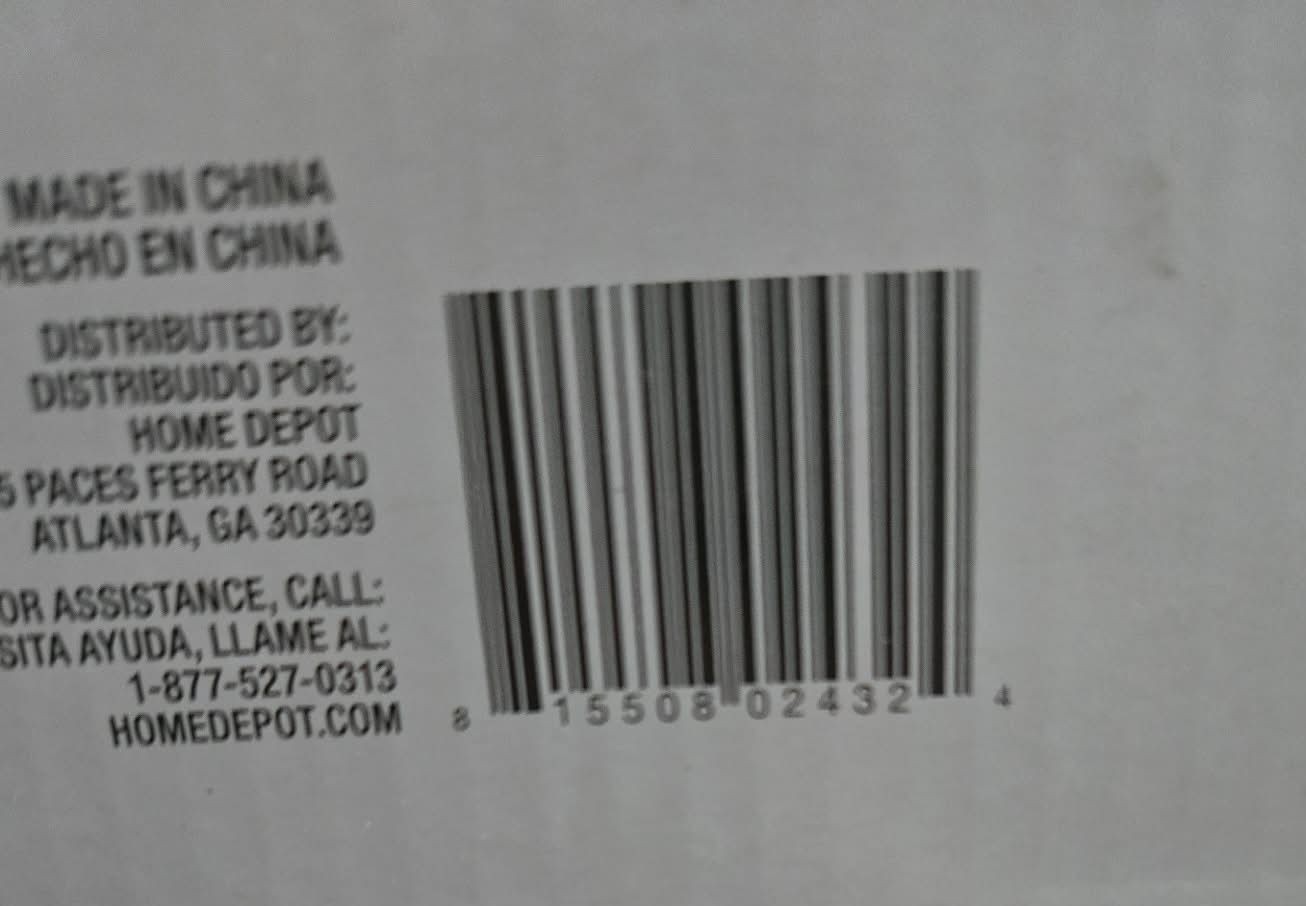 MADE IN CHINA
HECHO EN CHINA
DISTRIBUTED BY:
DISTRIBUIDO POR:
HOME DEPOT
5 PACES FERRY ROAD
ATLANTA, GA 30339
OR ASSISTANCE, CALL:
SITA AYUDA, LLAME AL:
1-877-527-0313
HOMEDEPOT.COM
8 15508 02432 4